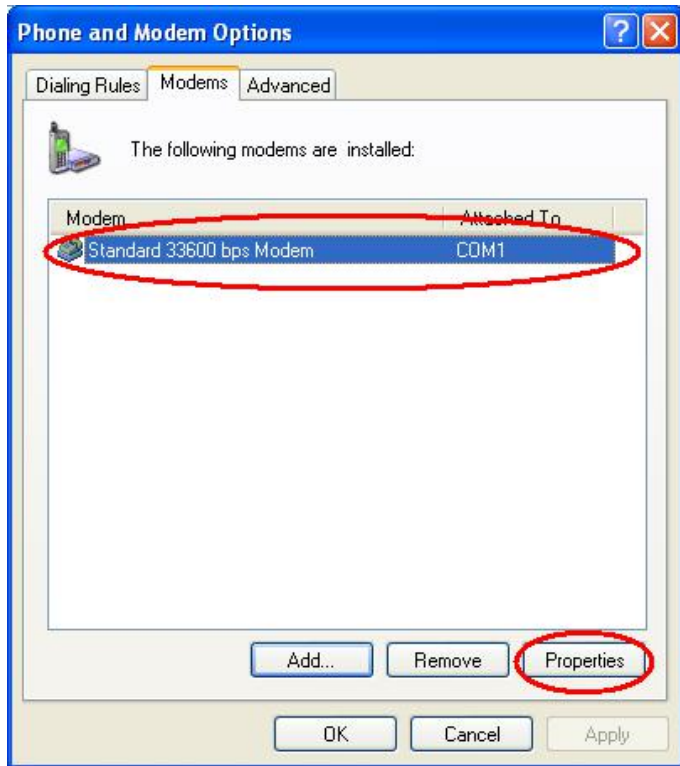 Phone and Modem Options
Dialing Rules Modems Advanced
The following modems are installed:
Modem Attached To
Standard 33600 bps Modem COM1
Add... Remove Properties
OK Cancel Apply